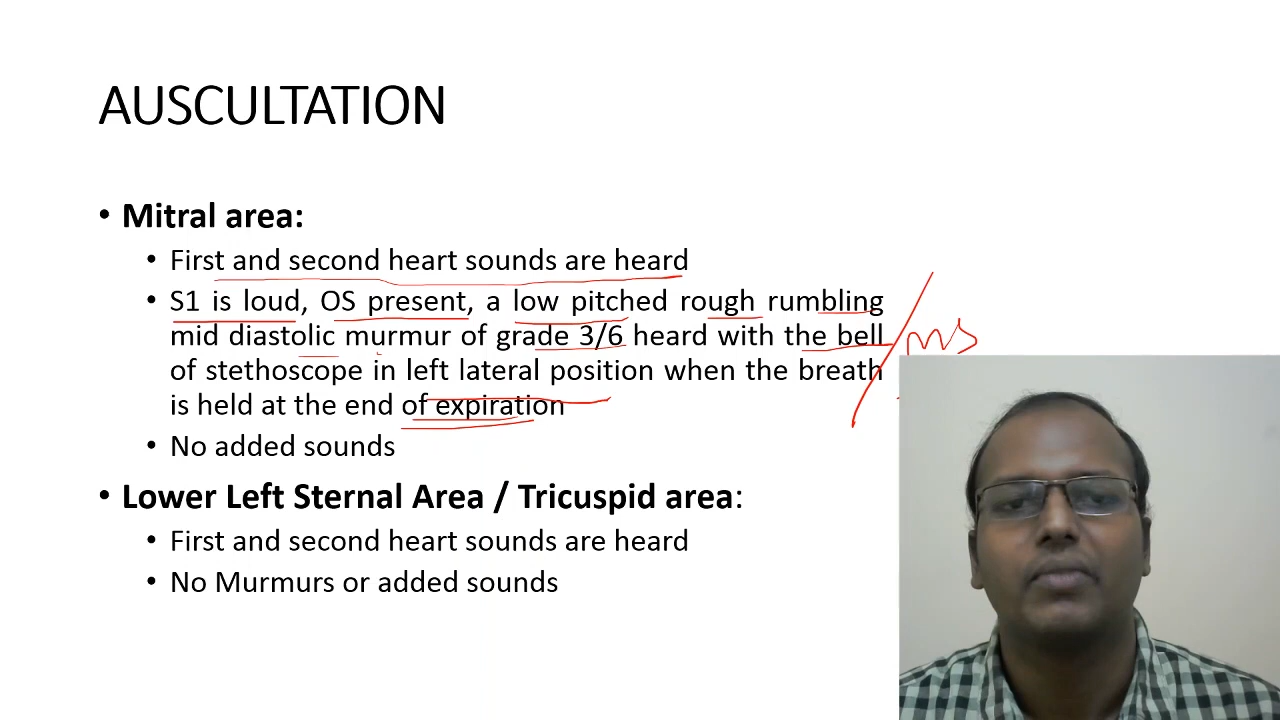 AUSCULTATION
• Mitral area:
• First and second heart sounds are heard
• S1 is loud, OS present, a low pitched rough rumbling
mid diastolic murmur of grade 3/6 heard with the bell
ms
of stethoscope in left lateral position when the breath
is held at the end of expiration
• No added sounds
• Lower Left Sternal Area / Tricuspid area:
• First and second heart sounds are heard
• No Murmurs or added sounds